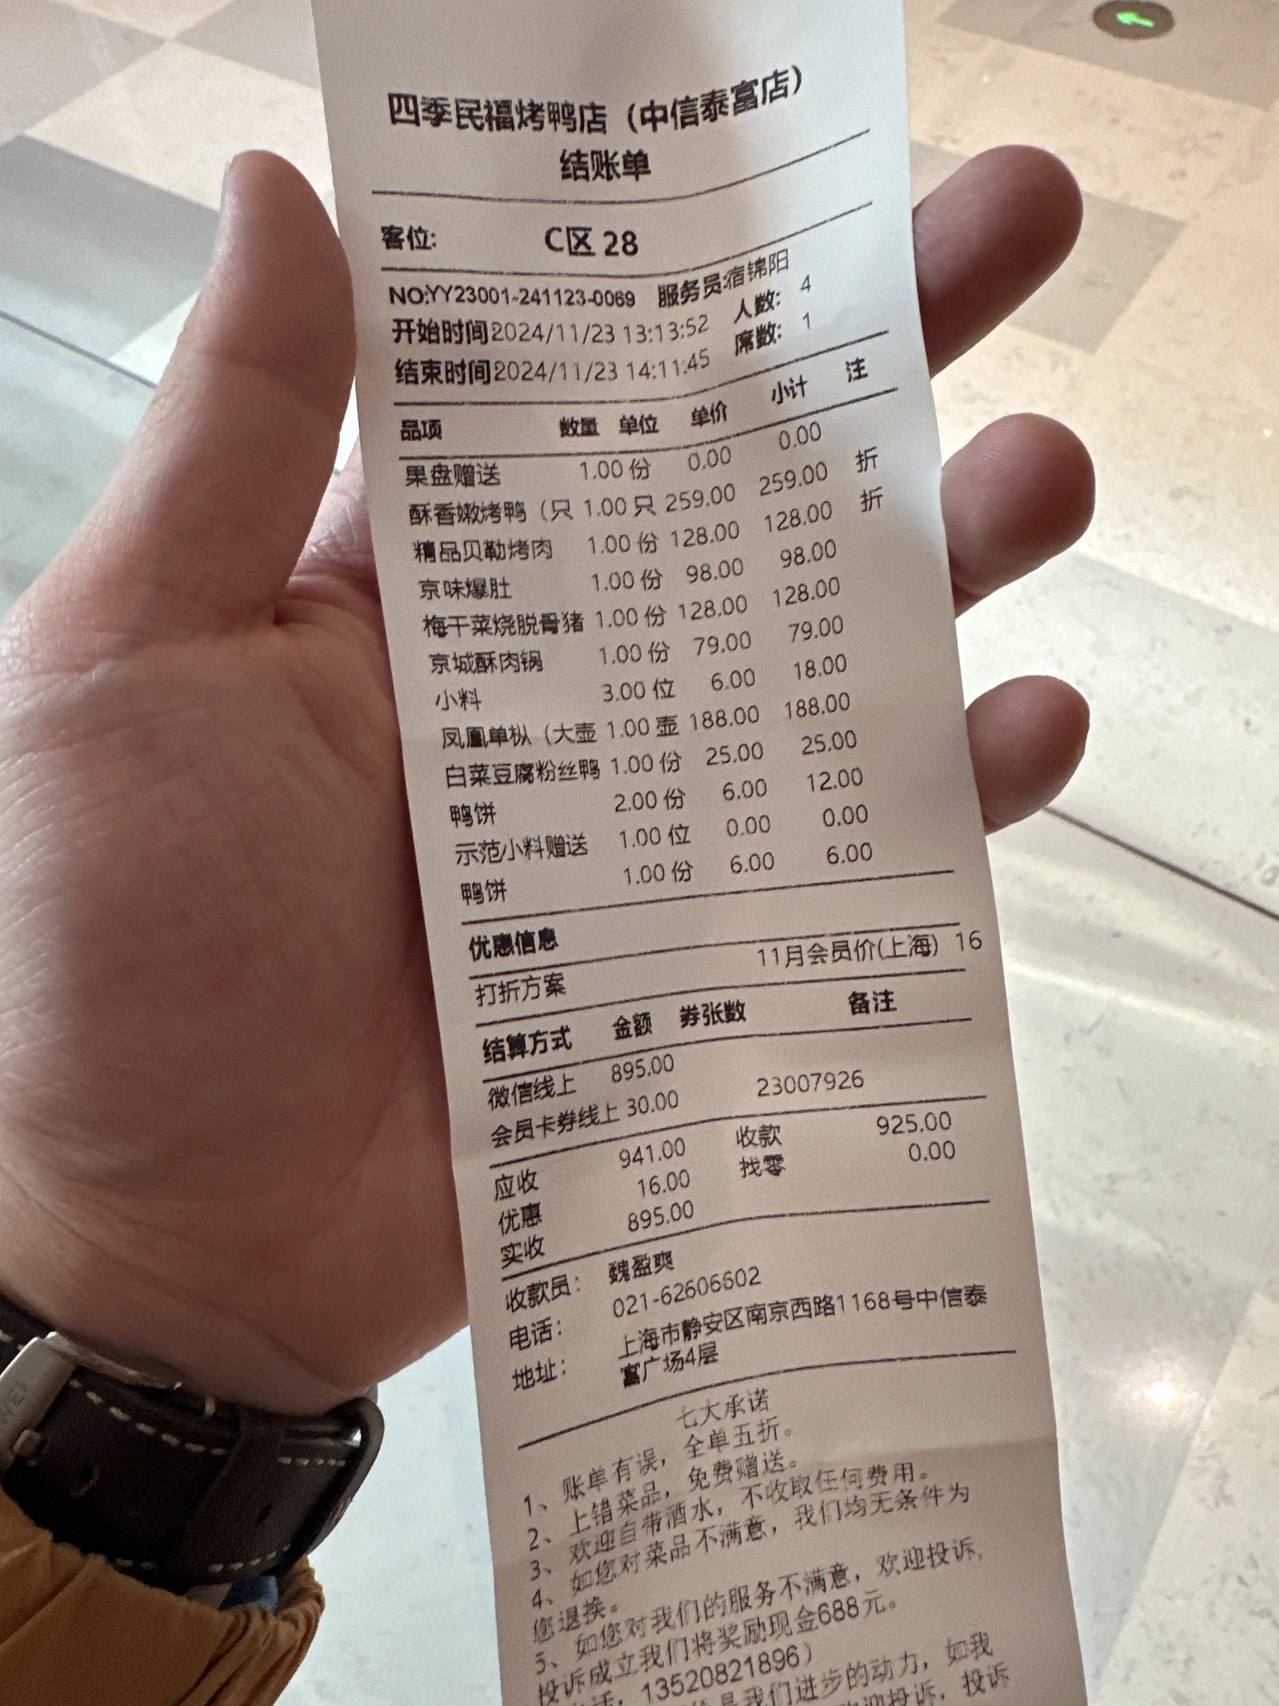 四季民福烤鸭店（中信泰富店）
结账单
客位: C区 28
NO:YY23001-241123-0069 服务员:宿锦阳
开始时间2024/11/23 13:13:52 人数: 4
结束时间2024/11/23 14:11:45 席数: 1
品项 数量 单位 单价 小计 注
果盘赠送 1.00 份 0.00 0.00
酥香嫩烤鸭（只 1.00 只 259.00 259.00 折
精品贝勒烤肉 1.00 份 128.00 128.00 折
京味爆肚 1.00 份 98.00 98.00
梅干菜烧脱骨猪 1.00 份 128.00 128.00
京城酥肉锅 1.00 份 79.00 79.00
小料 3.00 位 6.00 18.00
凤凰单枞（大壶 1.00 壶 188.00 188.00
白菜豆腐粉丝鸭 1.00 份 25.00 25.00
鸭饼 2.00 份 6.00 12.00
示范小料赠送 1.00 位 0.00 0.00
鸭饼 1.00 份 6.00 6.00
优惠信息
打折方案 11月会员价(上海) 16
结算方式 金额 券张数 备注
微信线上 895.00
会员卡券线上 30.00 23007926
应收 941.00 收款 925.00
优惠 16.00 找零 0.00
实收 895.00
收款员: 魏盈爽
电话: 021-62606602
地址: 上海市静安区南京西路1168号中信泰
富广场4层
七大承诺
1、账单有误，全单五折。
2、上错菜品，免费赠送。
3、欢迎自带酒水，不收取任何费用。
4、如您对菜品不满意，我们均无条件为
您退换。
5、如您对我们的服务不满意，欢迎投诉,
投诉成立我们将奖励现金688元。
话，13520821896）
是我们进步的动力，如我
欢迎投诉，投诉